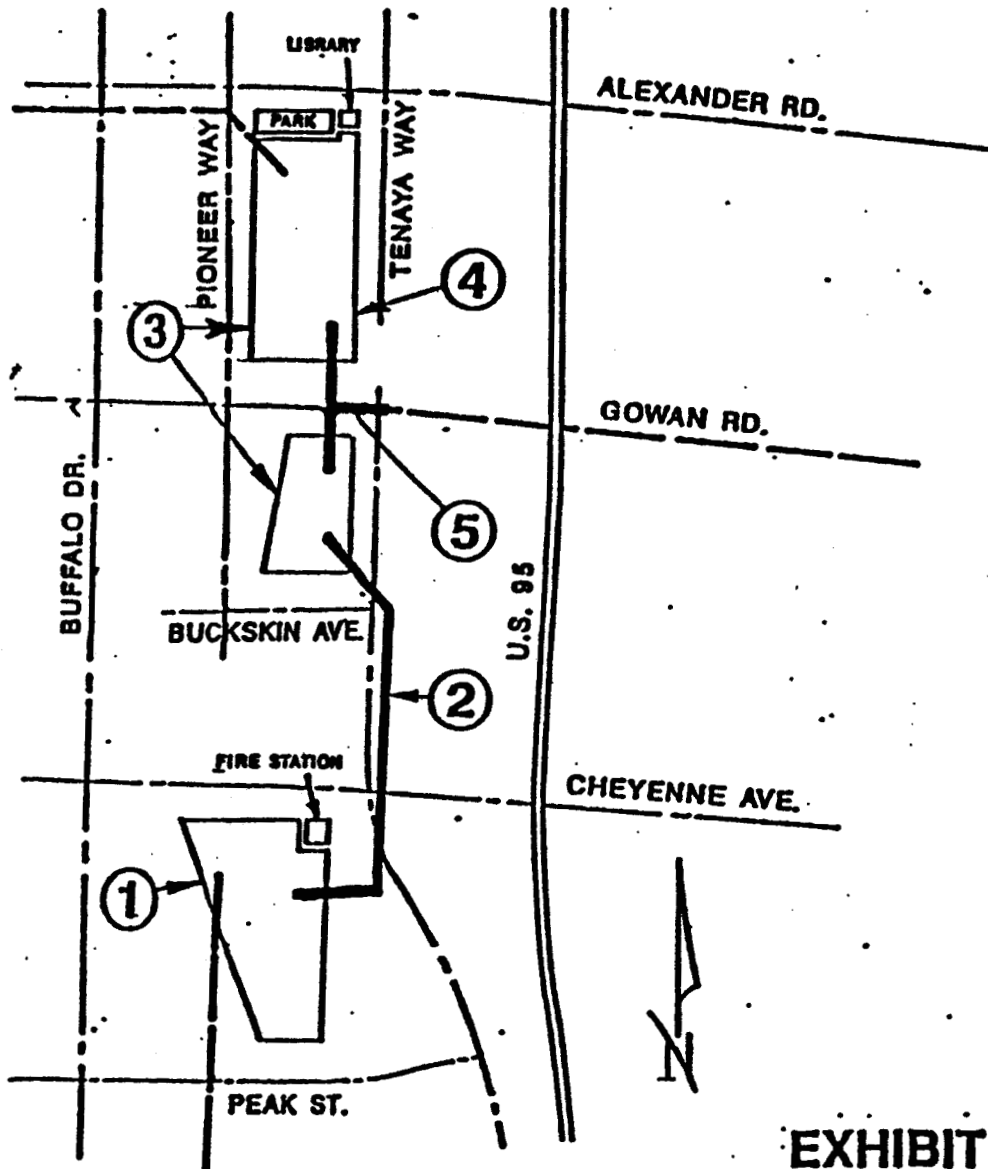 LIBRARY
ALEXANDER RD.
PARK
PIONEER WAY
TENAYA WAY
4
3
GOWAN RD.
BUFFALO DR.
5
U.S. 95
BUCKSKIN AVE.
2
FIRE STATION
CHEYENNE AVE.
1
N
PEAK ST.
EXHIBIT